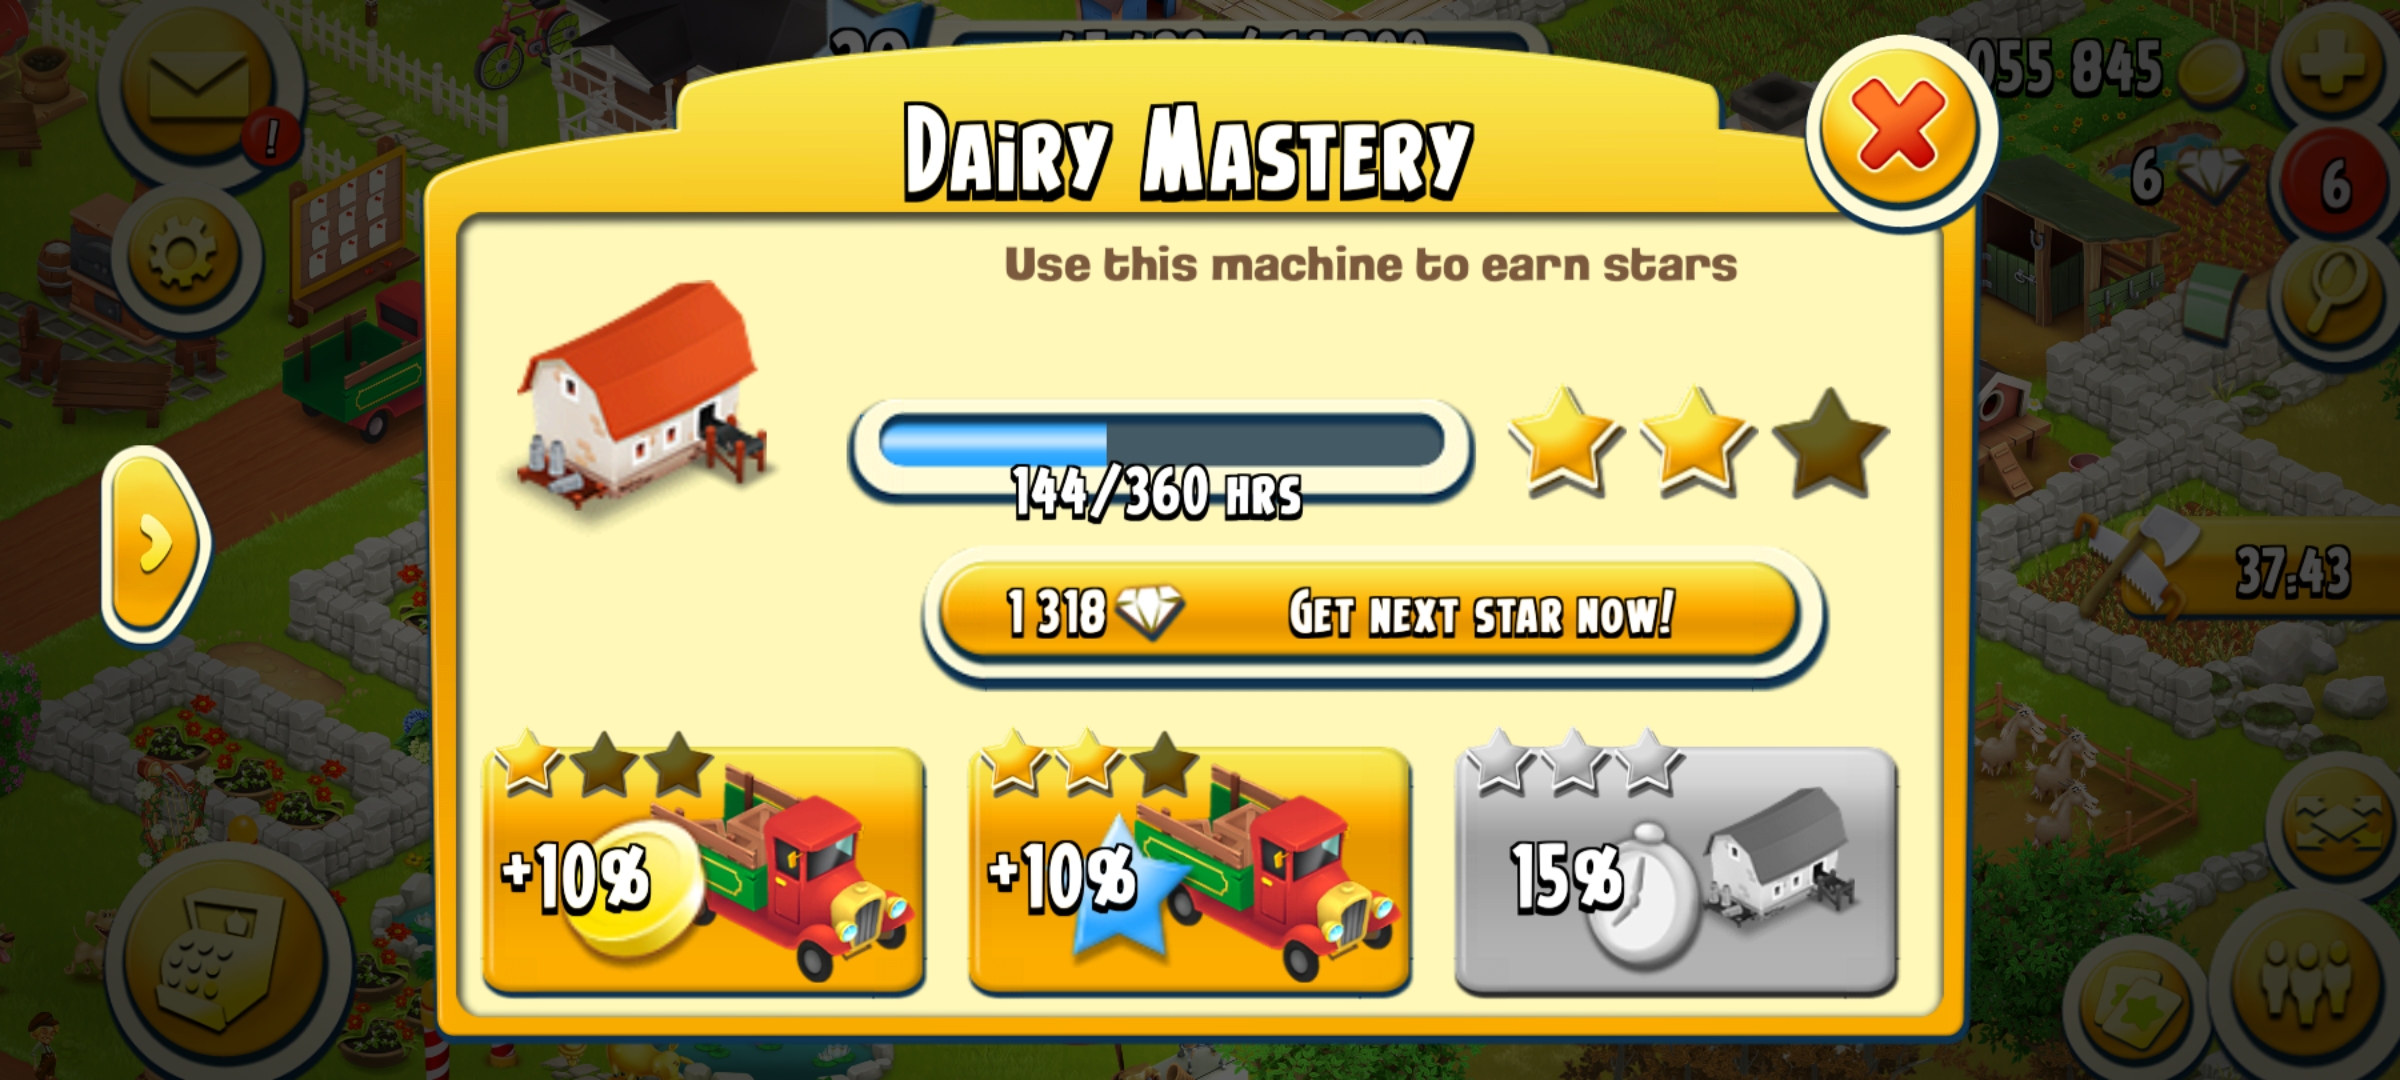 055 845
!
DAiRY MASTERY
6
6
Use this machine to earn stars
144/360 HRS
37:43
1 318 GET NEXT STAR NOW!
+10%
+10%
15%